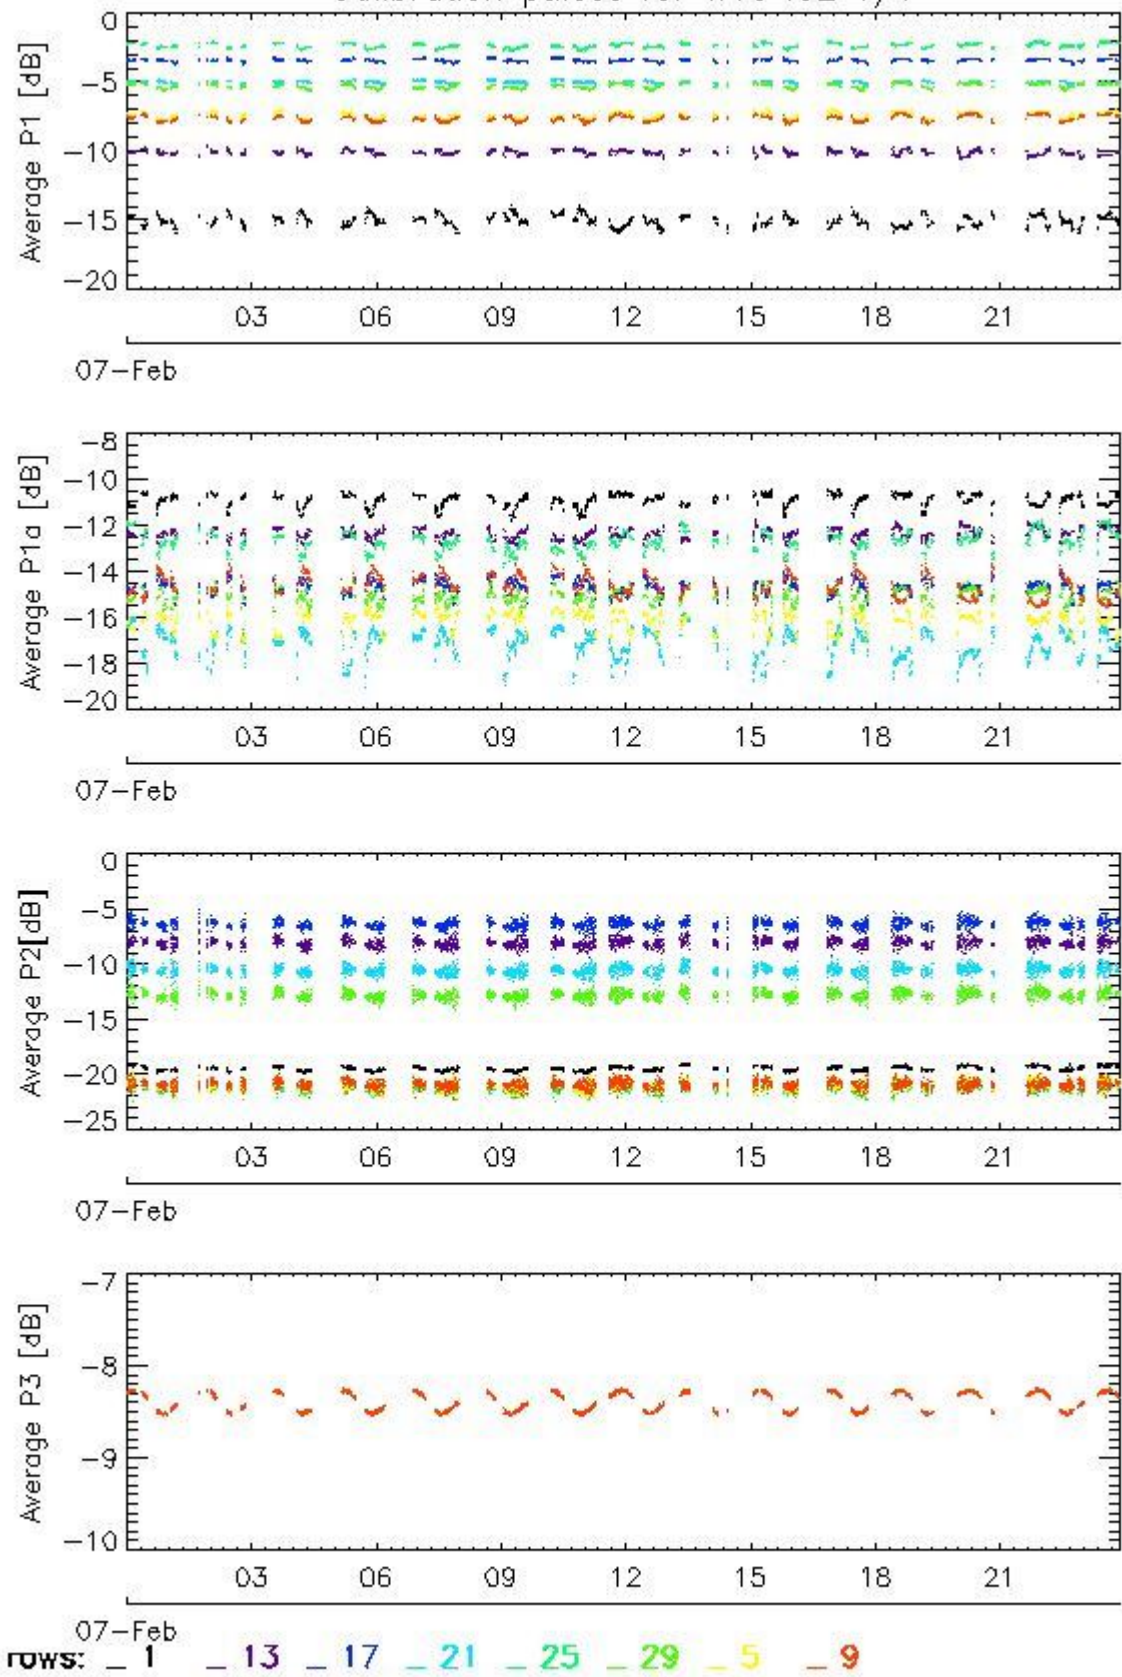 Average P1 [dB]
0
−5
−10
−15
−20
03 06 09 12 15 18 21
07−Feb
Average P1a [dB]
−8
−10
−12
−14
−16
−18
−20
03 06 09 12 15 18 21
07−Feb
Average P2[dB]
0
−5
−10
−15
−20
−25
03 06 09 12 15 18 21
07−Feb
Average P3 [dB]
−7
−8
−9
−10
03 06 09 12 15 18 21
07−Feb
rows: _ 1 _ 13 _ 17 _ 21 _ 25 _ 29 _ 5 _ 9